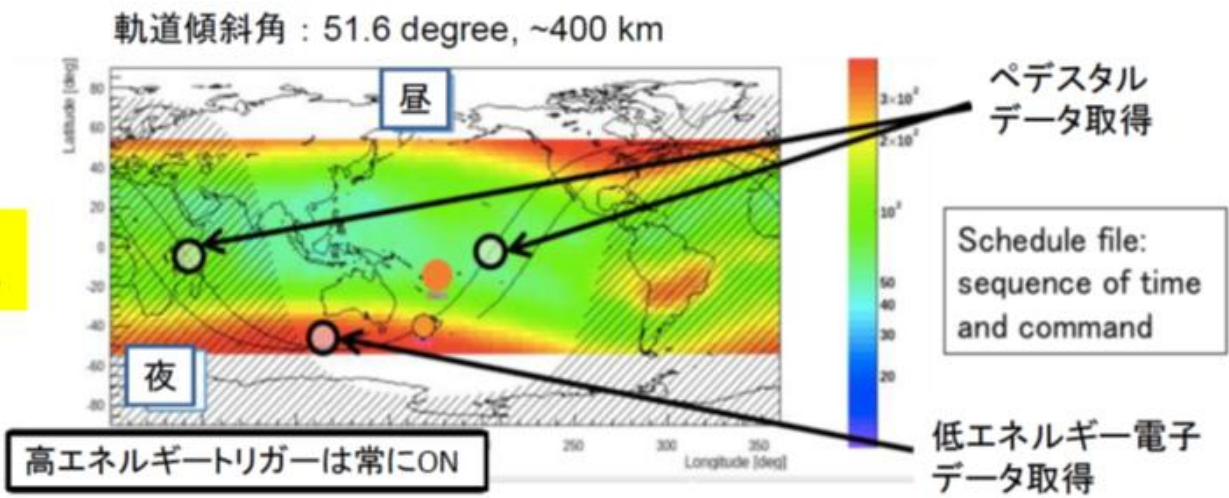 軌道傾斜角：51.6 degree, ~400 km
Latitude [deg]
80
60
40
20
0
-20
-40
-60
-80
昼
夜
3×10²
2×10²
10²
50
40
30
20
ペデスタル
データ取得
Schedule file:
sequence of time
and command
250
300
350
Longitude [deg]
高エネルギートリガーは常にON
低エネルギー電子
データ取得